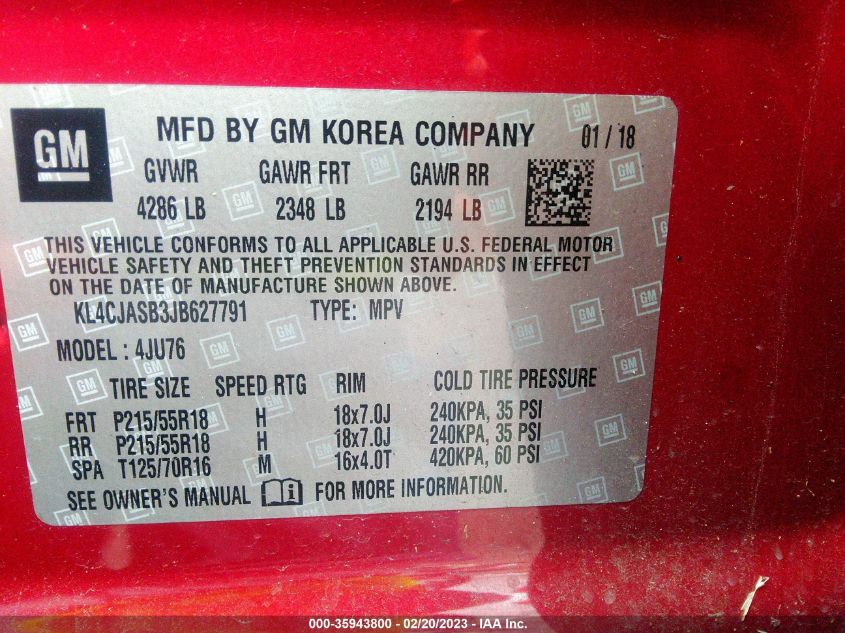 GM MFD BY GM KOREA COMPANY 01 / 18
GVWR GAWR FRT GAWR RR
4286 LB 2348 LB 2194 LB
THIS VEHICLE CONFORMS TO ALL APPLICABLE U.S. FEDERAL MOTOR
VEHICLE SAFETY AND THEFT PREVENTION STANDARDS IN EFFECT
ON THE DATE OF MANUFACTURE SHOWN ABOVE.
KL4CJASB3JB627791 TYPE: MPV
MODEL : 4JU76
TIRE SIZE SPEED RTG RIM COLD TIRE PRESSURE
FRT P215/55R18 H 18x7.0J 240KPA, 35 PSI
RR P215/55R18 H 18x7.0J 240KPA, 35 PSI
SPA T125/70R16 M 16x4.0T 420KPA, 60 PSI
SEE OWNER'S MANUAL i FOR MORE INFORMATION.
000-35943800 - 02/20/2023 - IAA Inc.